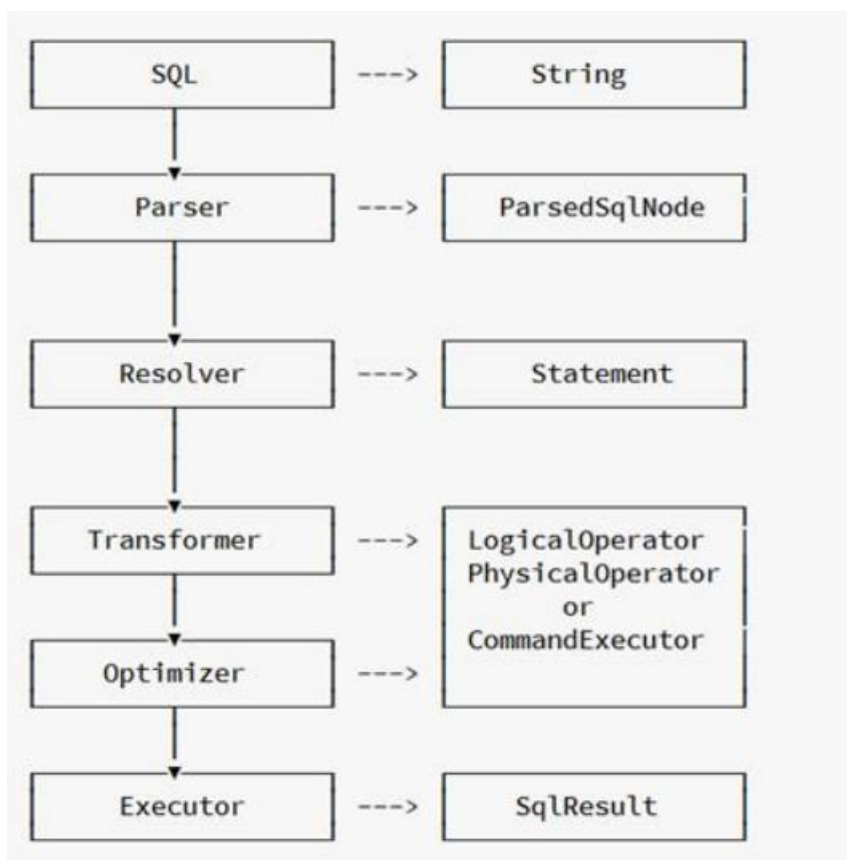 SQL ---> String
Parser ---> ParsedSqlNode
Resolver ---> Statement
Transformer ---> LogicalOperator
PhysicalOperator
or
CommandExecutor
Optimizer --->
Executor ---> SqlResult